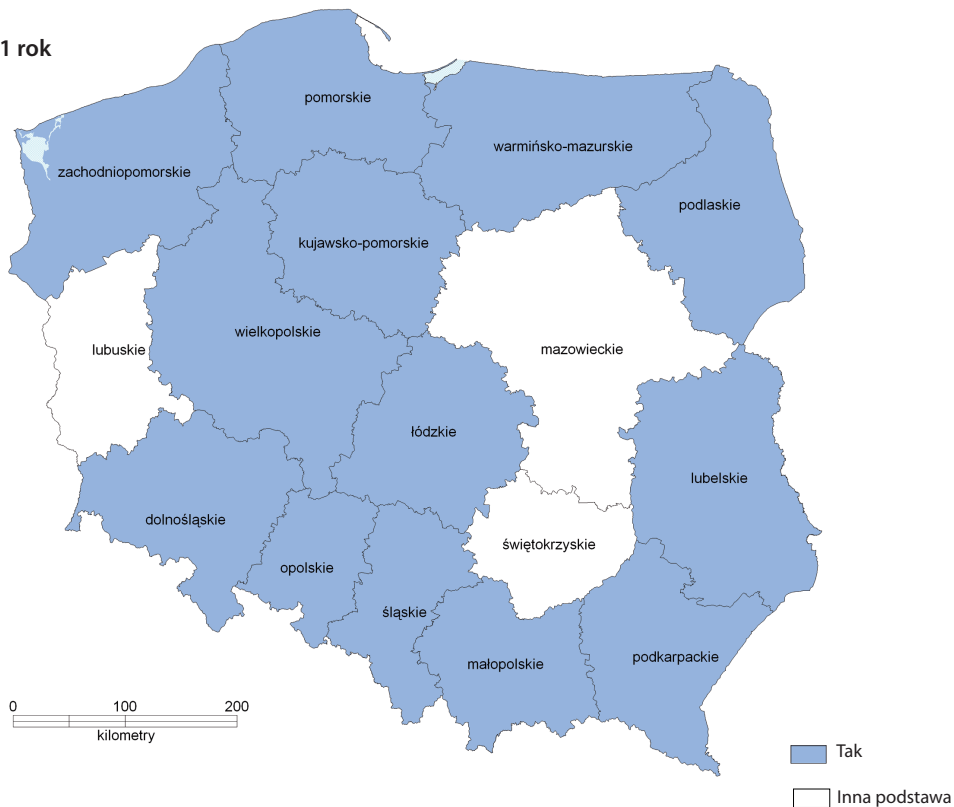 1 rok
pomorskie
warmińsko-mazurskie
zachodniopomorskie
podlaskie
kujawsko-pomorskie
wielkopolskie
lubuskie
mazowieckie
łódzkie
lubelskie
dolnośląskie
świętokrzyskie
opolskie
śląskie
małopolskie
podkarpackie
0 100 200
kilometry
Tak
Inna podstawa